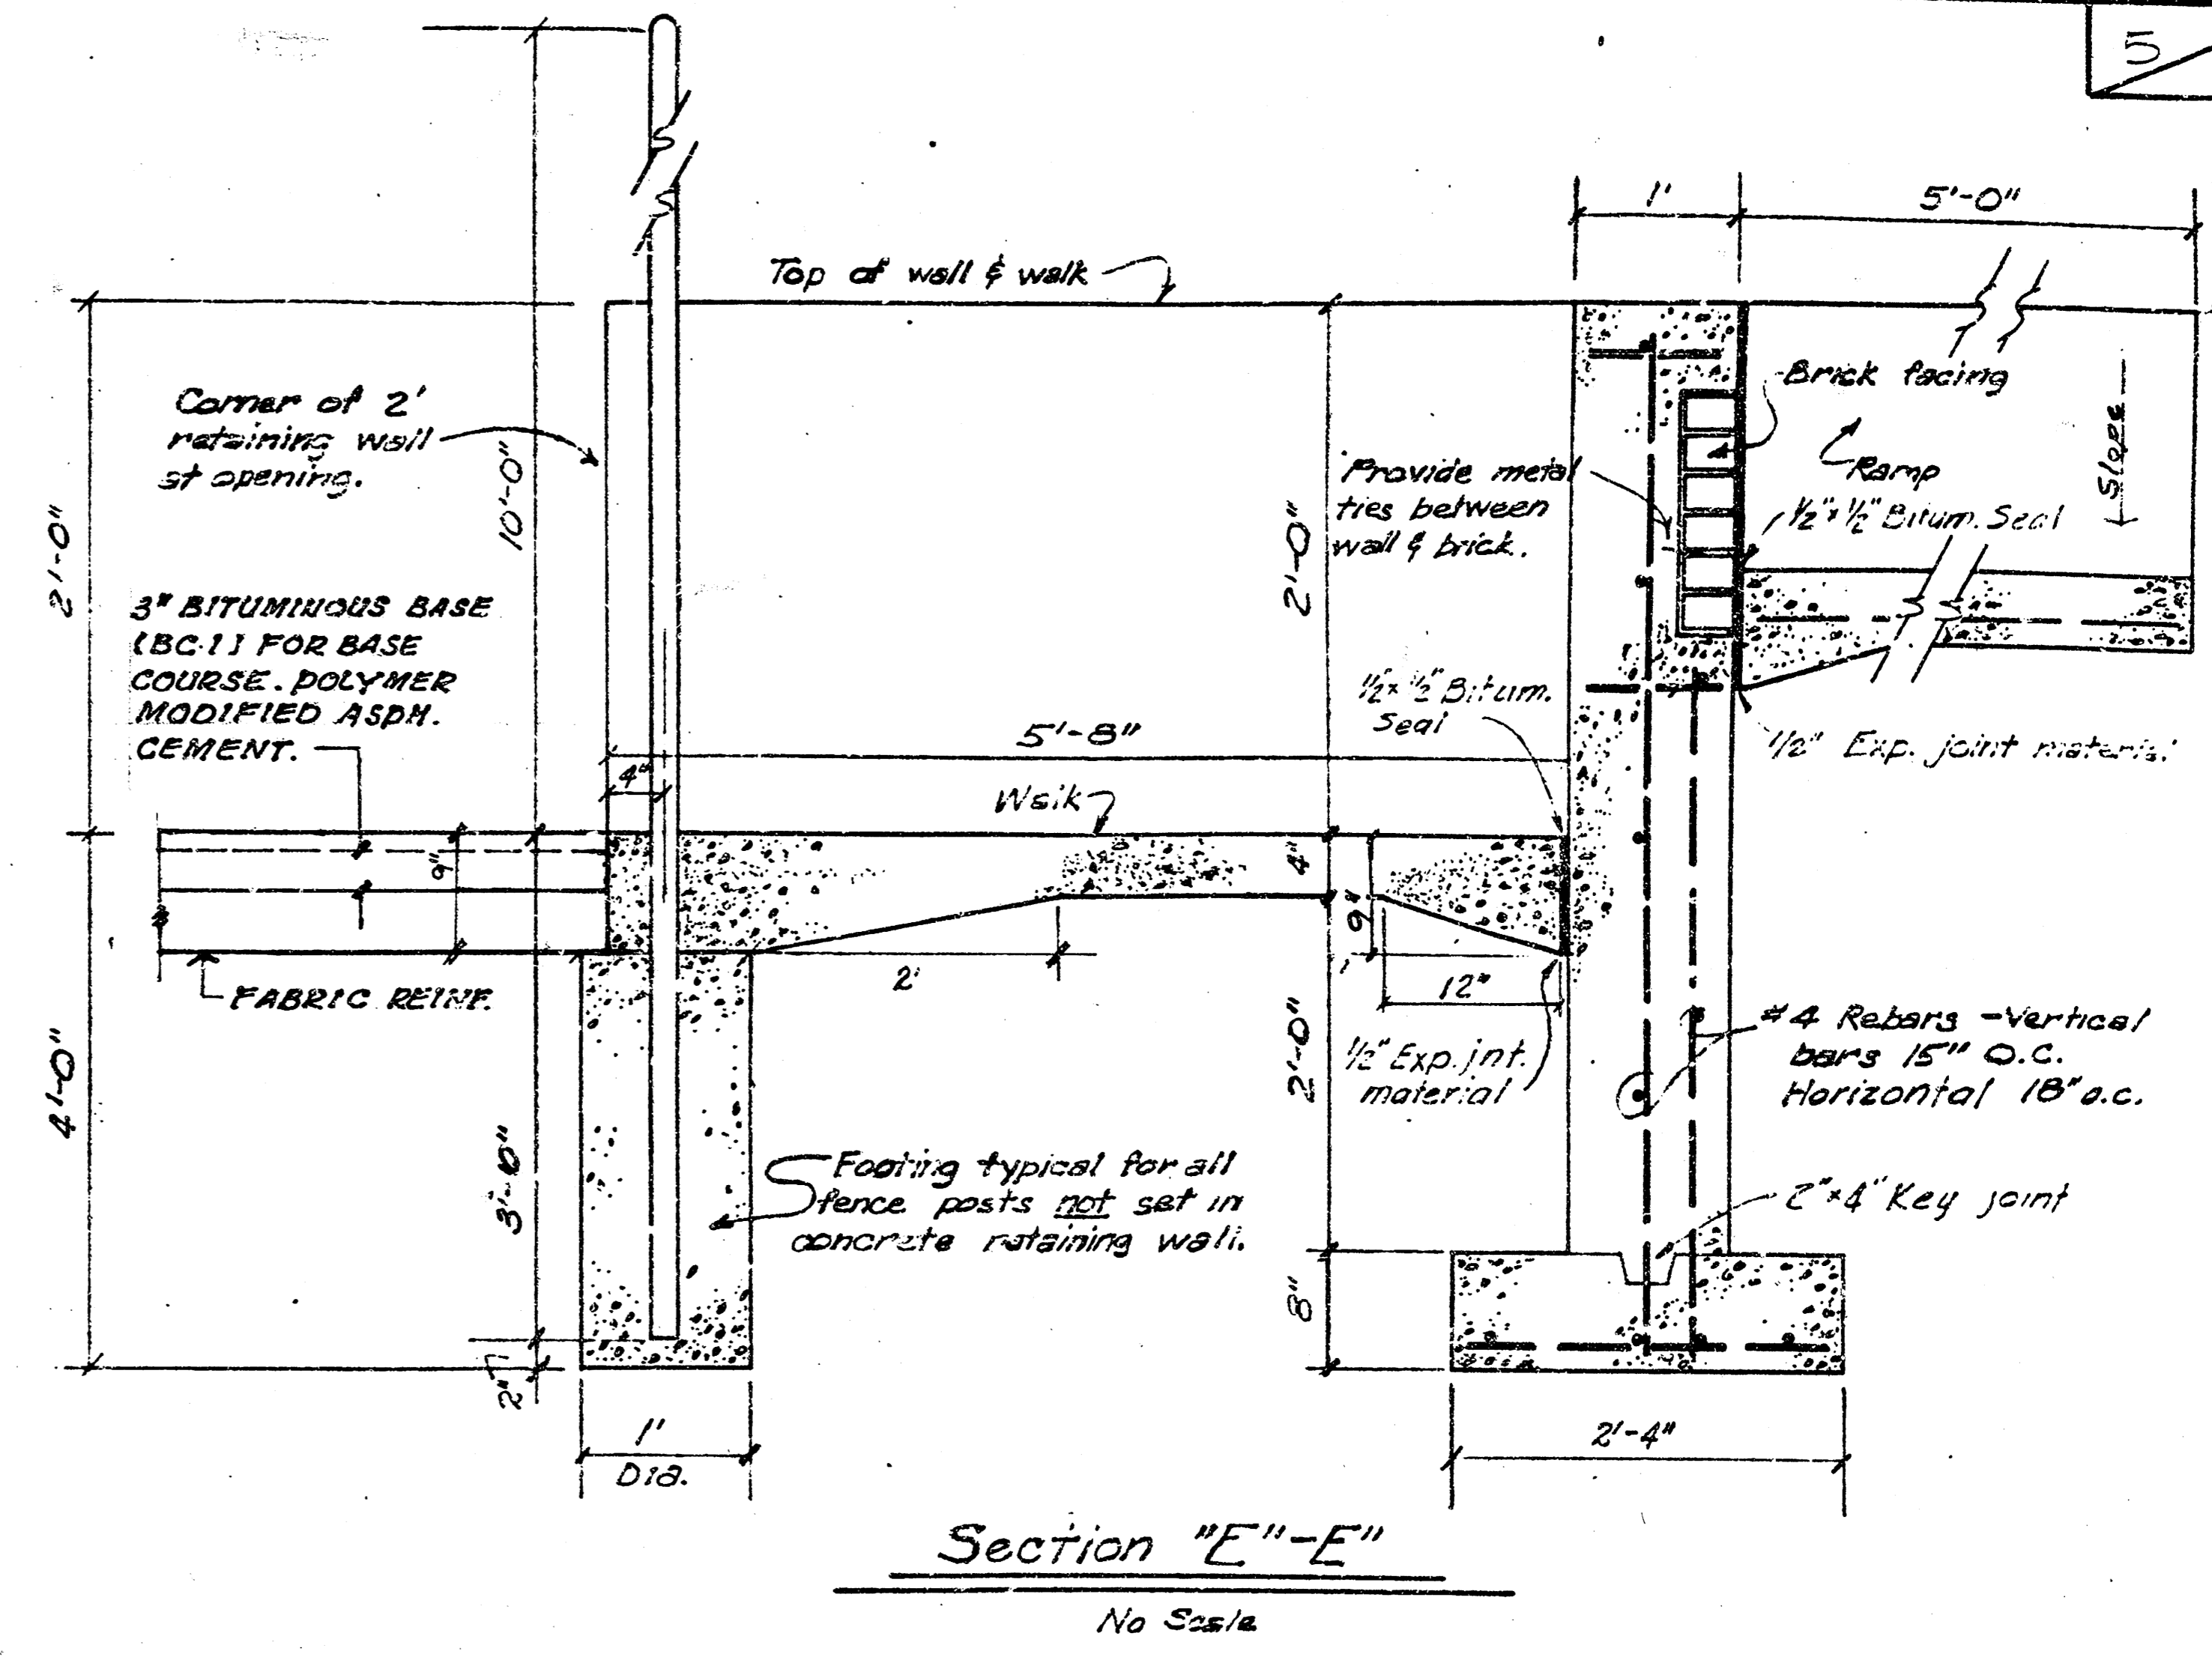 5
1'
5'-0"
Top of wall & walk
Corner of 2'
retaining wall
at opening.
10'-0"
2'-0"
2'-0"
Brick facing
Ramp
Slope
Provide metal
ties between
wall & brick.
1/2" x 1/2" Bitum. Seal
3" BITUMINOUS BASE
(BC-1) FOR BASE
COURSE. POLYMER
MODIFIED ASPH.
CEMENT.
1/2" x 1/2" Bitum.
Seal
1/2" Exp. joint material
5'-8"
4"
Walk
9"
4"
9"
FABRIC REINF.
2'
12"
1/2" Exp. jnt.
material
#4 Rebars - Vertical
bars 15" O.C.
Horizontal 18" o.c.
4'-0"
3'-10"
2'-0"
Footing typical for all
fence posts not set in
concrete retaining wall.
2"x4" Key joint
8"
2"
1'
Dia.
2'-4"
Section "E"-E"
No Scale